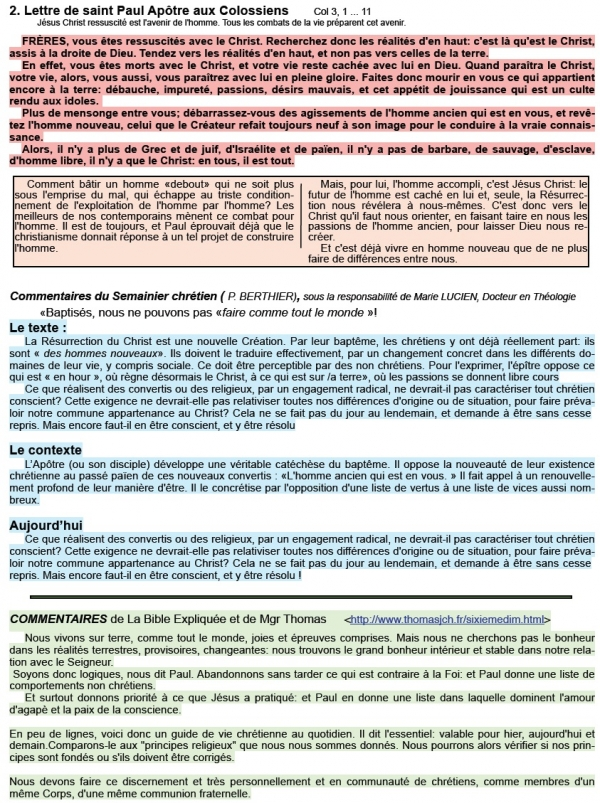 2. Lettre de saint Paul Apôtre aux Colossiens Col 3, 1 ... 11
Jésus Christ ressuscité est l'avenir de l'homme. Tous les combats de la vie préparent cet avenir.
FRÈRES, vous êtes ressuscités avec le Christ. Recherchez donc les réalités d'en haut: c'est là qu'est le Christ,
assis à la droite de Dieu. Tendez vers les réalités d'en haut, et non pas vers celles de la terre.
En effet, vous êtes morts avec le Christ, et votre vie reste cachée avec lui en Dieu. Quand paraîtra le Christ,
votre vie, alors, vous aussi, vous paraîtrez avec lui en pleine gloire. Faites donc mourir en vous ce qui appartient
encore à la terre: débauche, impureté, passions, désirs mauvais, et cet appétit de jouissance qui est un culte
rendu aux idoles.
Plus de mensonge entre vous; débarrassez-vous des agissements de l'homme ancien qui est en vous, et revê-
tez l'homme nouveau, celui que le Créateur refait toujours neuf à son image pour le conduire à la vraie connais-
sance.
Alors, il n'y a plus de Grec et de juif, d'Israélite et de païen, il n'y a pas de barbare, de sauvage, d'esclave,
d'homme libre, il n'y a que le Christ: en tous, il est tout.
Comment bâtir un homme «debout» qui ne soit plus
sous l'emprise du mal, qui échappe au triste condition-
nement de l'exploitation de l'homme par l'homme? Les
meilleurs de nos contemporains mènent ce combat pour
l'homme. Il est de toujours, et Paul éprouvait déjà que le
christianisme donnait réponse à un tel projet de construire
l'homme.
Mais, pour lui, l'homme accompli, c'est Jésus Christ: le
futur de l'homme est caché en lui et, seule, la Résurrec-
tion nous révélera à nous-mêmes. C'est donc vers le
Christ qu'il faut nous orienter, en faisant taire en nous les
passions de l'homme ancien, pour laisser Dieu nous re-
créer.
Et c'est déjà vivre en homme nouveau que de ne plus
faire de différences entre nous.
Commentaires du Semainier chrétien ( P. BERTHIER), sous la responsabilité de Marie LUCIEN, Docteur en Théologie
«Baptisés, nous ne pouvons pas «faire comme tout le monde »!
Le texte :
La Résurrection du Christ est une nouvelle Création. Par leur baptême, les chrétiens y ont déjà réellement part: ils
sont « des hommes nouveaux». Ils doivent le traduire effectivement, par un changement concret dans les différents do-
maines de leur vie, y compris sociale. Ce doit être perceptible par des non chrétiens. Pour l'exprimer, l'épître oppose ce
qui est « en hour », où règne désormais le Christ, à ce qui est sur /a terre», où les passions se donnent libre cours
Ce que réalisent des convertis ou des religieux, par un engagement radical, ne devrait-il pas caractériser tout chrétien
conscient? Cette exigence ne devrait-elle pas relativiser toutes nos différences d'origine ou de situation, pour faire préva-
loir notre commune appartenance au Christ? Cela ne se fait pas du jour au lendemain, et demande à être sans cesse
repris. Mais encore faut-il en être conscient, et y être résolu
Le contexte
L'Apôtre (ou son disciple) développe une véritable catéchèse du baptême. Il oppose la nouveauté de leur existence
chrétienne au passé païen de ces nouveaux convertis : «L'homme ancien qui est en vous. » Il fait appel à un renouvelle-
ment profond de leur manière d'être. Il le concrétise par l'opposition d'une liste de vertus à une liste de vices aussi nom-
breux.
Aujourd'hui
Ce que réalisent des convertis ou des religieux, par un engagement radical, ne devrait-il pas caractériser tout chrétien
conscient? Cette exigence ne devrait-elle pas relativiser toutes nos différences d'origine ou de situation, pour faire préva-
loir notre commune appartenance au Christ? Cela ne se fait pas du jour au lendemain, et demande à être sans cesse
repris. Mais encore faut-il en être conscient, et y être résolu !
COMMENTAIRES de La Bible Expliquée et de Mgr Thomas <http://www.thomasjch.fr/sixiemedim.html>
Nous vivons sur terre, comme tout le monde, joies et épreuves comprises. Mais nous ne cherchons pas le bonheur
dans les réalités terrestres, provisoires, changeantes: nous trouvons le grand bonheur intérieur et stable dans notre rela-
tion avec le Seigneur.
Soyons donc logiques, nous dit Paul. Abandonnons sans tarder ce qui est contraire à la Foi: et Paul donne une liste de
comportements non chrétiens.
Et surtout donnons priorité à ce que Jésus a pratiqué: et Paul en donne une liste dans laquelle dominent l'amour
d'agapè et la paix de la conscience.
En peu de lignes, voici donc un guide de vie chrétienne au quotidien. Il dit l'essentiel: valable pour hier, aujourd'hui et
demain.Comparons-le aux "principes religieux" que nous nous sommes donnés. Nous pourrons alors vérifier si nos prin-
cipes sont fondés ou s'ils doivent être corrigés.
Nous devons faire ce discernement et très personnellement et en communauté de chrétiens, comme membres d'un
même Corps, d'une même communion fraternelle.